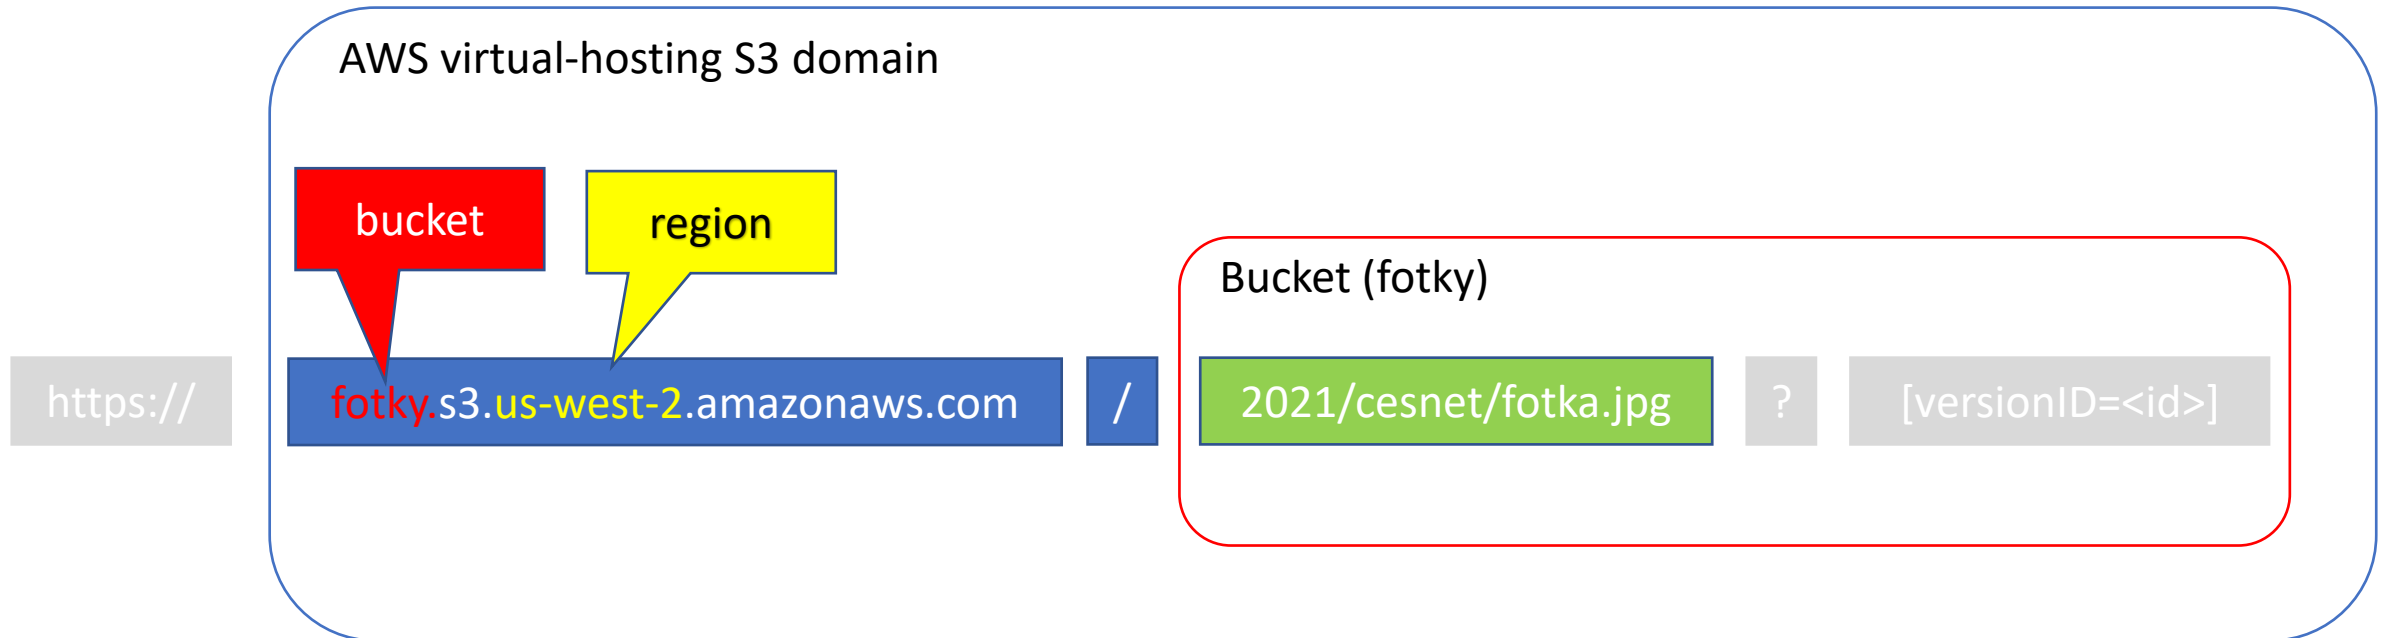 AWS virtual-hosting S3 domain
bucket
region
Bucket (fotky)
https://
fotky.s3.us-west-2.amazonaws.com
/
2021/cesnet/fotka.jpg
?
[versionID=<id>]